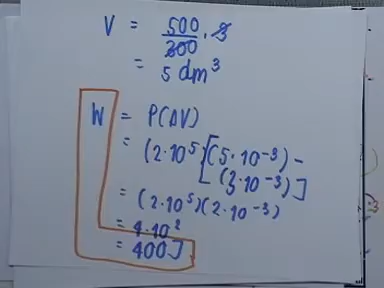 V = 500/300 . 3
= 5 dm³
W = P(ΔV)
= (2·10⁵) [(5·10⁻³) -
(3·10⁻³)]
= (2·10⁵)(2·10⁻³)
= 4·10²
= 400 J